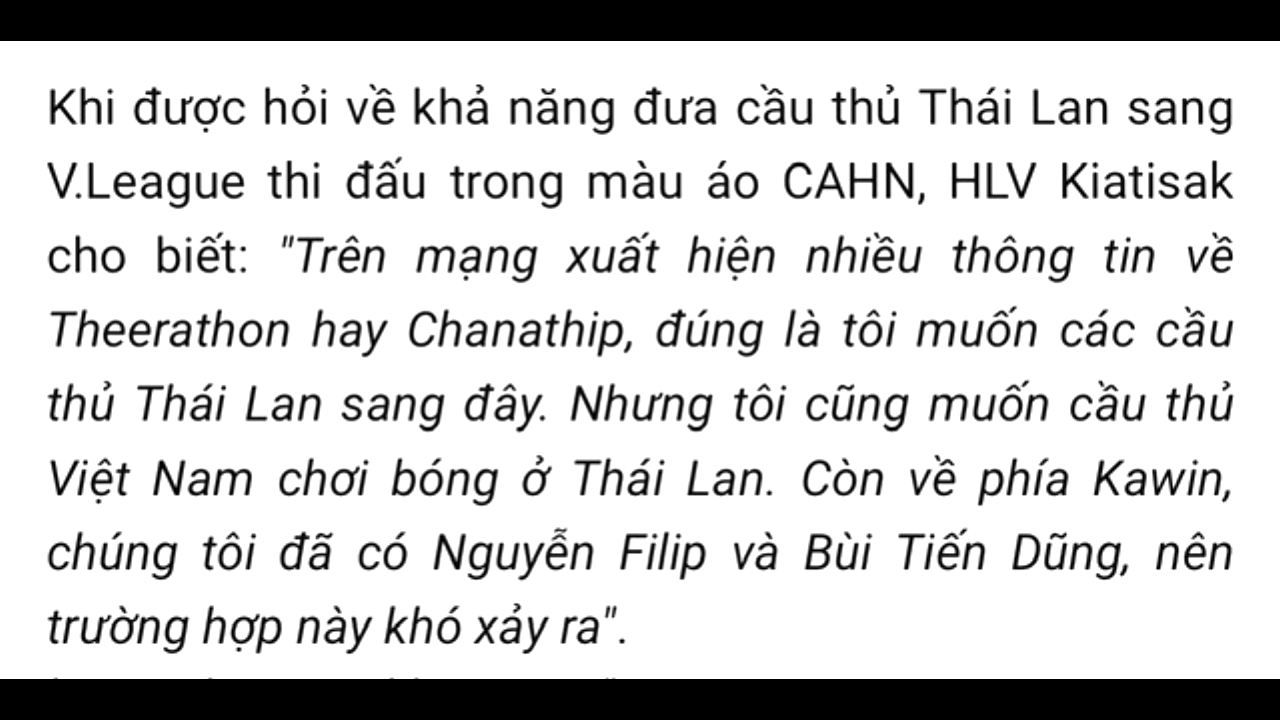 Khi được hỏi về khả năng đưa cầu thủ Thái Lan sang
V.League thi đấu trong màu áo CAHN, HLV Kiatisak
cho biết: "Trên mạng xuất hiện nhiều thông tin về
Theerathon hay Chanathip, đúng là tôi muốn các cầu
thủ Thái Lan sang đây. Nhưng tôi cũng muốn cầu thủ
Việt Nam chơi bóng ở Thái Lan. Còn về phía Kawin,
chúng tôi đã có Nguyễn Filip và Bùi Tiến Dũng, nên
trường hợp này khó xảy ra".